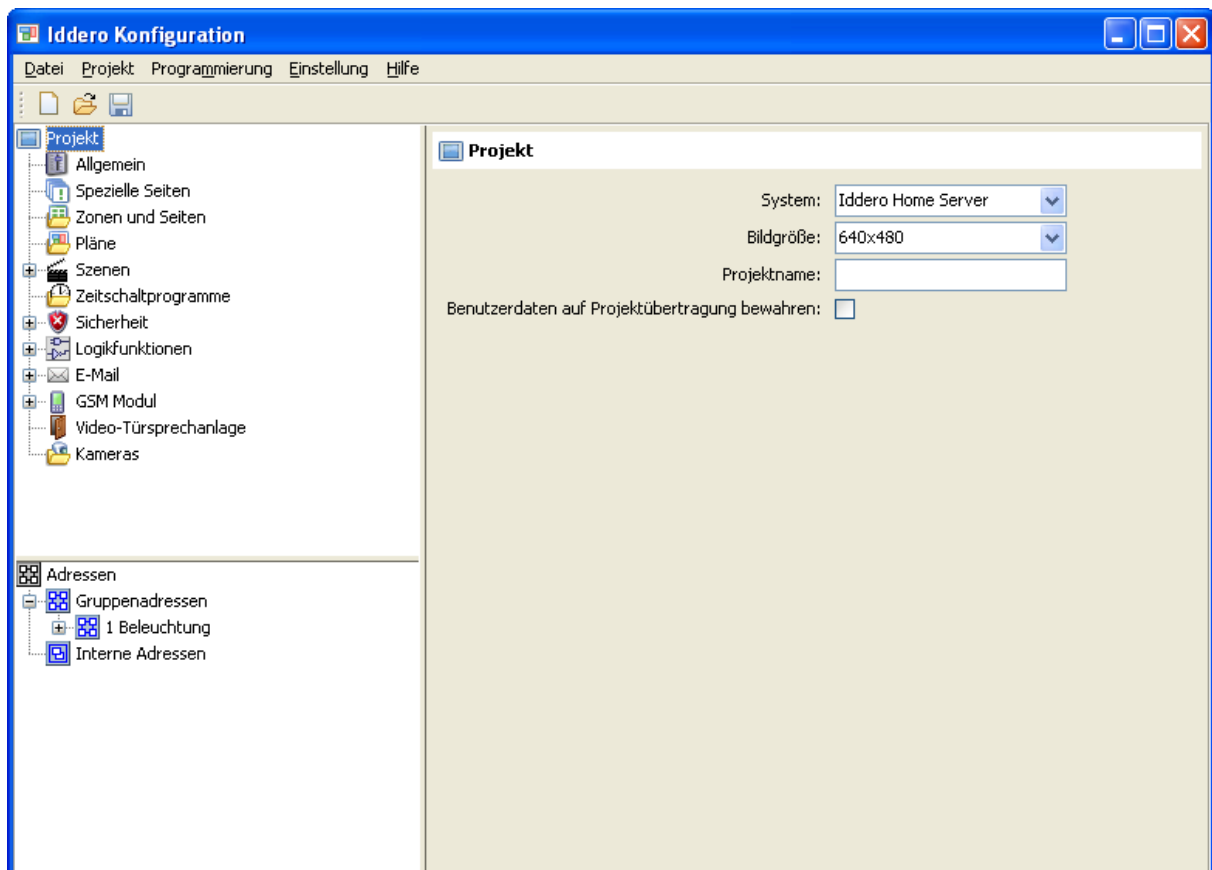 Iddero Konfiguration
Datei Projekt Programmierung Einstellung Hilfe
Projekt
Allgemein
Spezielle Seiten
Zonen und Seiten
Pläne
Szenen
Zeitschaltprogramme
Sicherheit
Logikfunktionen
E-Mail
GSM Modul
Video-Türsprechanlage
Kameras
Adressen
Gruppenadressen
1 Beleuchtung
Interne Adressen
Projekt
System: Iddero Home Server
Bildgröße: 640x480
Projektname:
Benutzerdaten auf Projektübertragung bewahren: